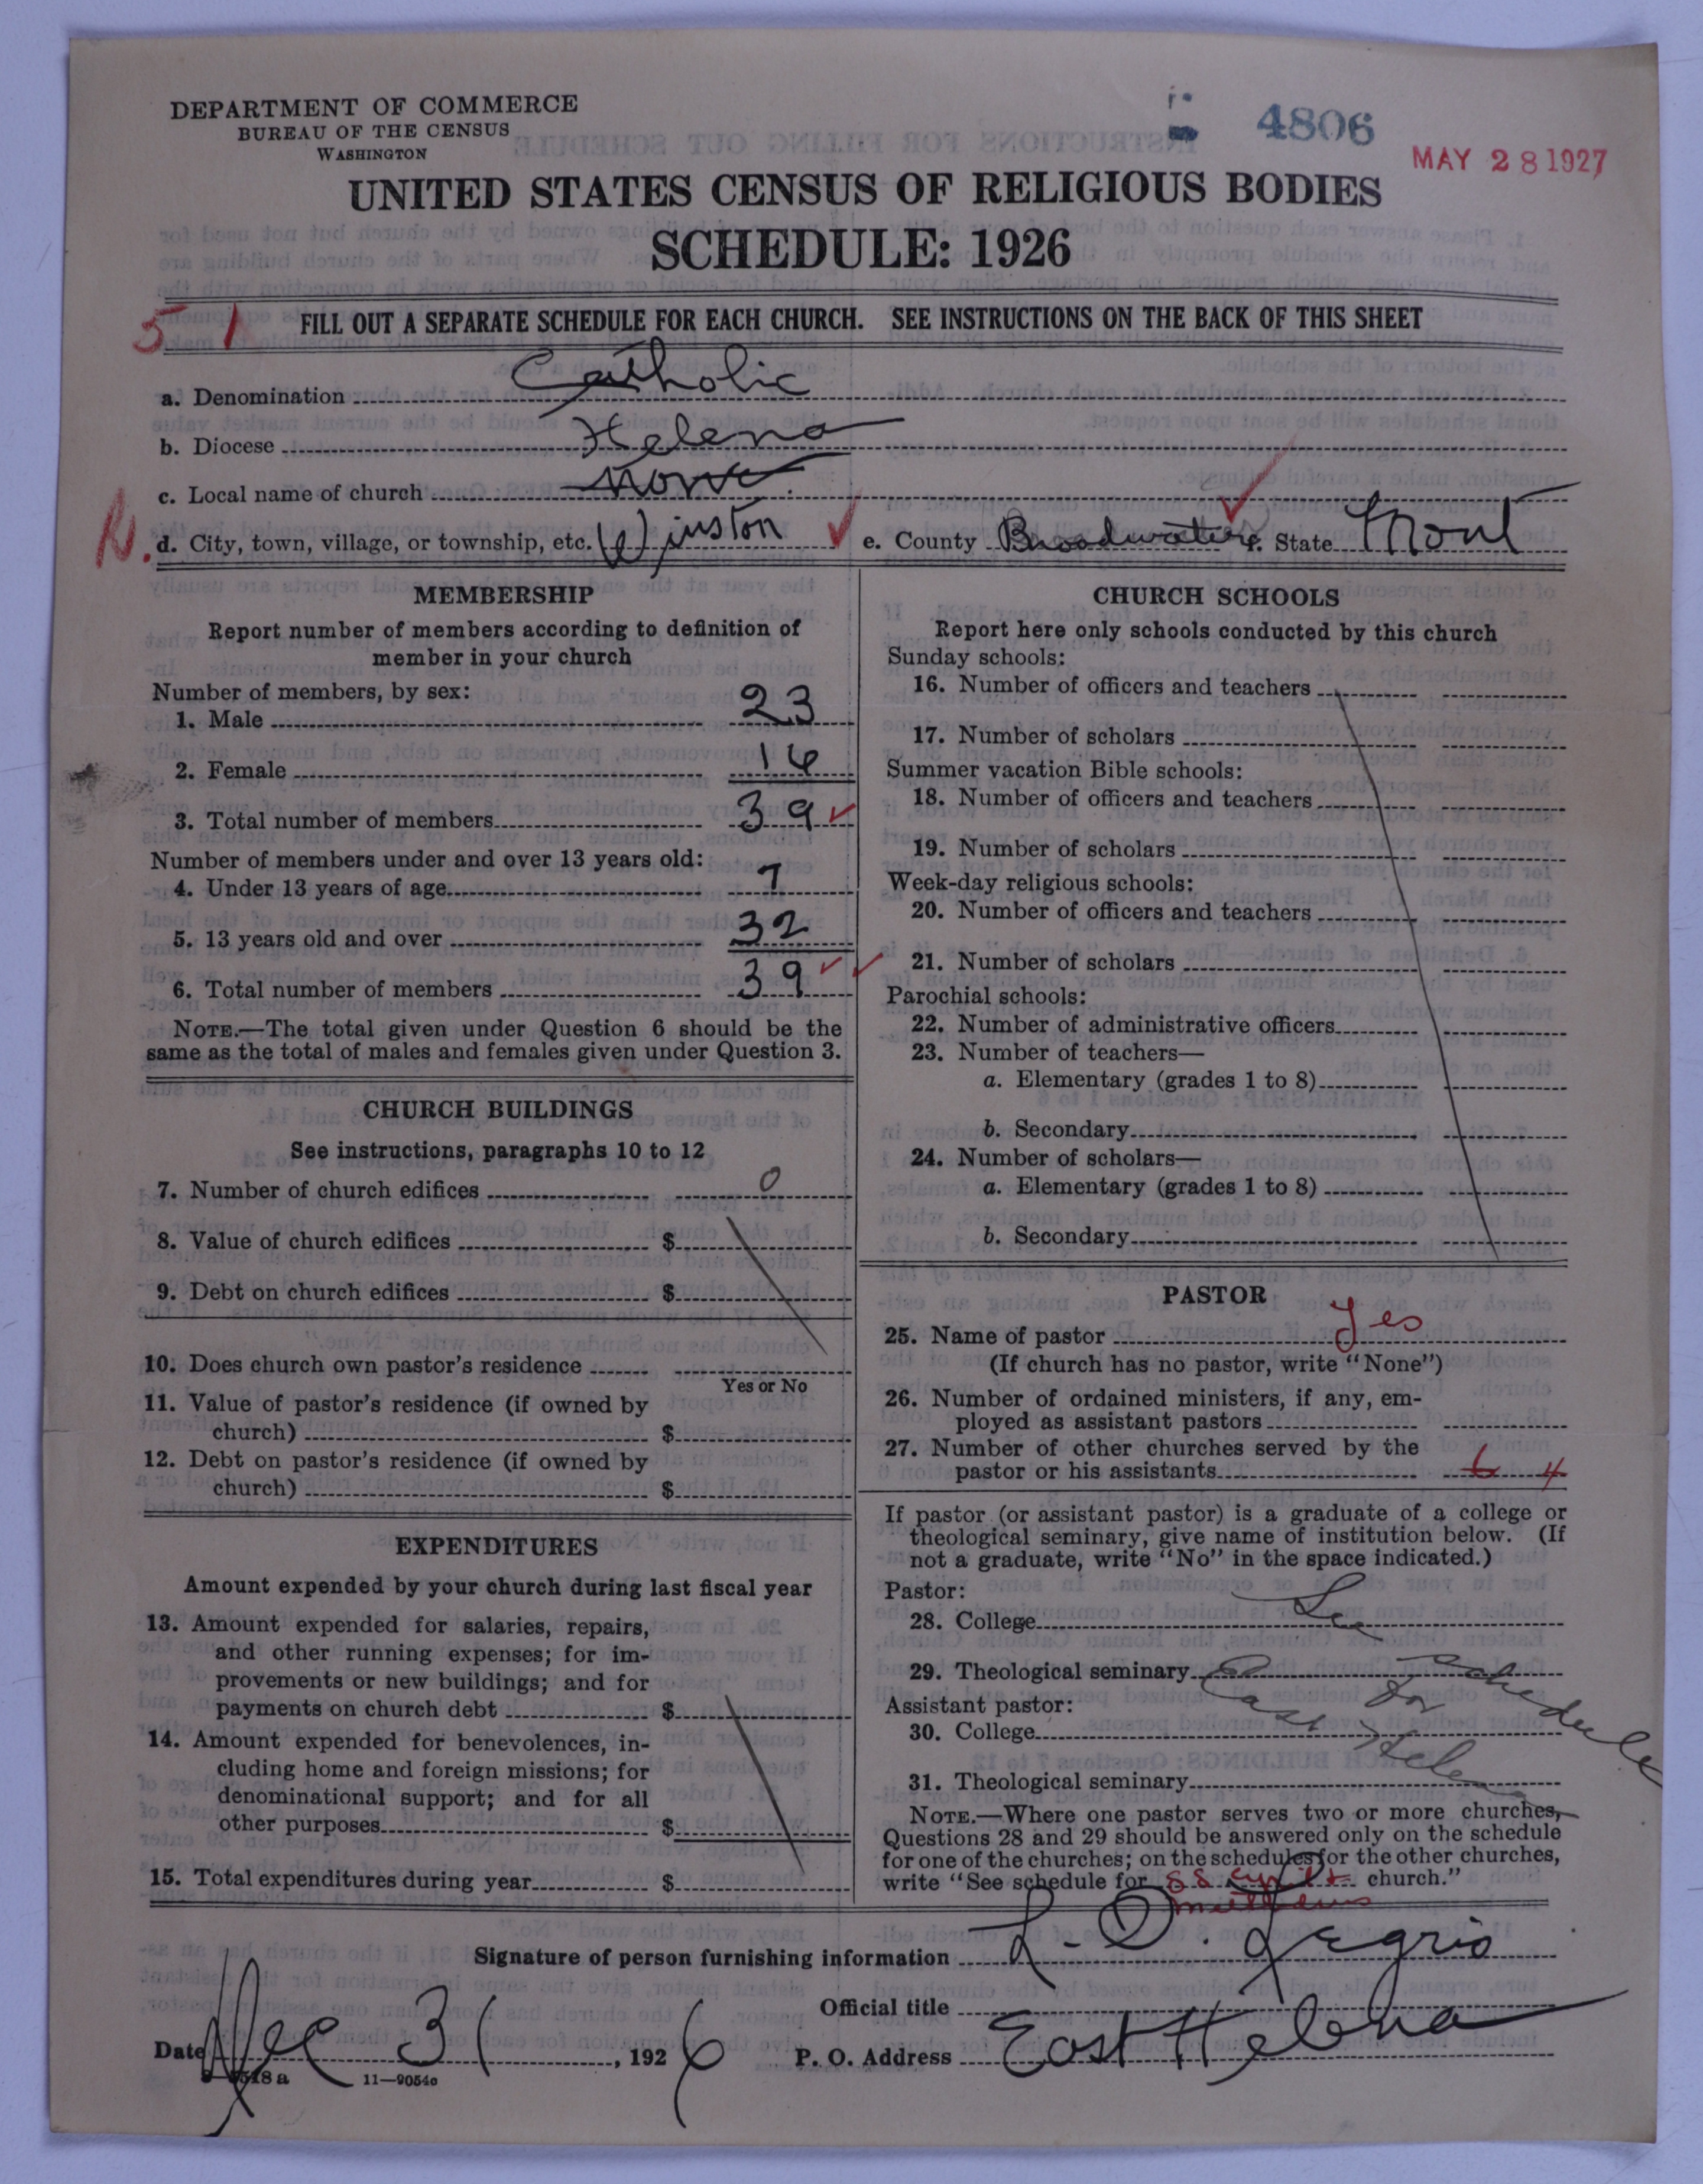 DEPARTMENT OF COMMERCE
BUREAU OF THE CENSUS
WASHINGTON
4806
MAY 28 1927
UNITED STATES CENSUS OF RELIGIOUS BODIES
SCHEDULE: 1926
51
FILL OUT A SEPARATE SCHEDULE FOR EACH CHURCH. SEE INSTRUCTIONS ON THE BACK OF THIS SHEET
a. Denomination Catholic
b. Diocese Helena
c. Local name of church None
R. d. City, town, village, or township, etc. Winston e. County Broadwater f. State Mont
MEMBERSHIP
Report number of members according to definition of
member in your church
Number of members, by sex:
1. Male 23
2. Female 16
3. Total number of members 39
Number of members under and over 13 years old:
4. Under 13 years of age 7
5. 13 years old and over 32
6. Total number of members 39
NOTE.—The total given under Question 6 should be the
same as the total of males and females given under Question 3.
CHURCH BUILDINGS
See instructions, paragraphs 10 to 12
7. Number of church edifices 0
8. Value of church edifices $
9. Debt on church edifices $
10. Does church own pastor's residence
Yes or No
11. Value of pastor's residence (if owned by
church) $
12. Debt on pastor's residence (if owned by
church) $
EXPENDITURES
Amount expended by your church during last fiscal year
13. Amount expended for salaries, repairs,
and other running expenses; for im-
provements or new buildings; and for
payments on church debt $
14. Amount expended for benevolences, in-
cluding home and foreign missions; for
denominational support; and for all
other purposes $
15. Total expenditures during year $
CHURCH SCHOOLS
Report here only schools conducted by this church
Sunday schools:
16. Number of officers and teachers
17. Number of scholars
Summer vacation Bible schools:
18. Number of officers and teachers
19. Number of scholars
Week-day religious schools:
20. Number of officers and teachers
21. Number of scholars
Parochial schools:
22. Number of administrative officers
23. Number of teachers—
a. Elementary (grades 1 to 8)
b. Secondary
24. Number of scholars—
a. Elementary (grades 1 to 8)
b. Secondary
PASTOR
25. Name of pastor Yes
(If church has no pastor, write "None")
26. Number of ordained ministers, if any, em-
ployed as assistant pastors
27. Number of other churches served by the
pastor or his assistants 6 4
If pastor (or assistant pastor) is a graduate of a college or
theological seminary, give name of institution below. (If
not a graduate, write "No" in the space indicated.)
Pastor:
28. College See
29. Theological seminary schedule
Assistant pastor: for
30. College East Helena
31. Theological seminary
NOTE.—Where one pastor serves two or more churches,
Questions 28 and 29 should be answered only on the schedule
for one of the churches; on the schedules for the other churches,
write "See schedule for SS Cyril & church."
Signature of person furnishing information L. O. Legris
Official title
Date Dec 31, 1926 P. O. Address East Helena
11—9054c